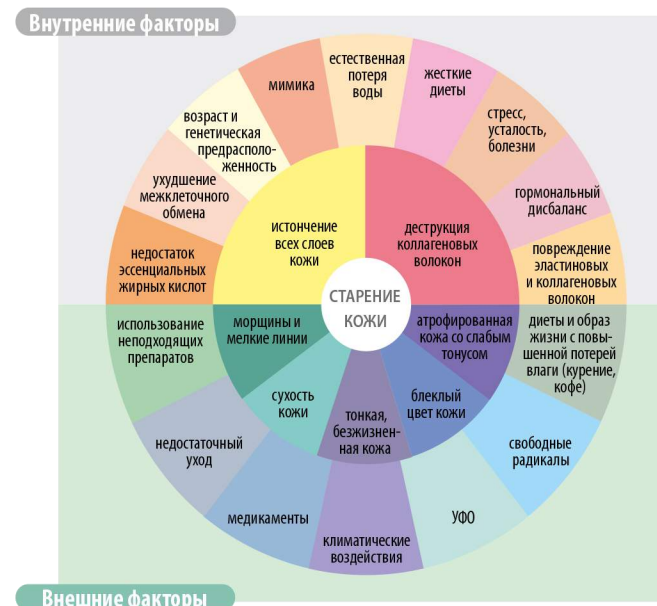 Внутренние факторы
естественная
потеря
воды
жесткие
диеты
мимика
стресс,
усталость,
болезни
возраст и
генетическая
предраспо-
ложенность
гормональный
дисбаланс
ухудшение
межклеточного
обмена
повреждение
эластиновых
и коллагеновых
волокон
недостаток
эссенциальных
жирных кислот
истончение
всех слоев
кожи
деструкция
коллагеновых
волокон
СТАРЕНИЕ
КОЖИ
использование
неподходящих
препаратов
морщины и
мелкие линии
атрофированная
кожа со слабым
тонусом
диеты и образ
жизни с повы-
шенной потерей
влаги (курение,
кофе)
сухость
кожи
тонкая,
безжизнен-
ная кожа
блеклый
цвет кожи
недостаточный
уход
свободные
радикалы
медикаменты
климатические
воздействия
УФО
Внешние факторы